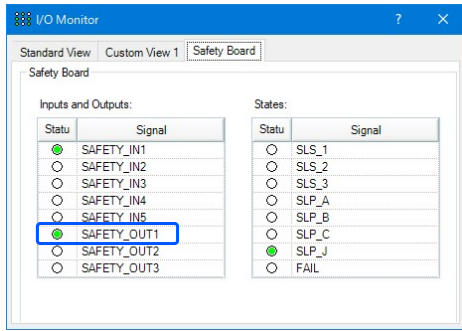 I/O Monitor ? ×
Standard View Custom View 1 Safety Board
Safety Board
Inputs and Outputs:
Statu Signal
SAFETY_IN1
SAFETY_IN2
SAFETY_IN3
SAFETY_IN4
SAFETY_IN5
SAFETY_OUT1
SAFETY_OUT2
SAFETY_OUT3
States:
Statu Signal
SLS_1
SLS_2
SLS_3
SLP_A
SLP_B
SLP_C
SLP_J
FAIL